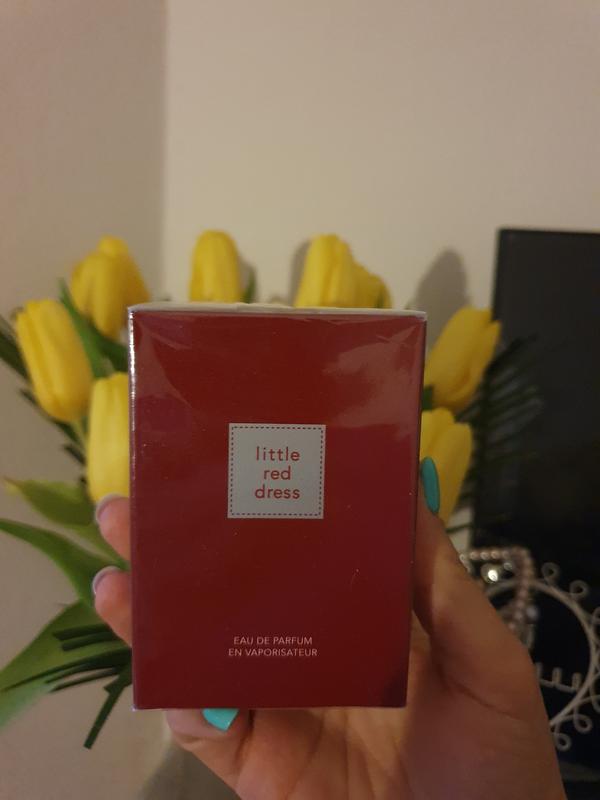 little
red
dress
EAU DE PARFUM
EN VAPORISATEUR